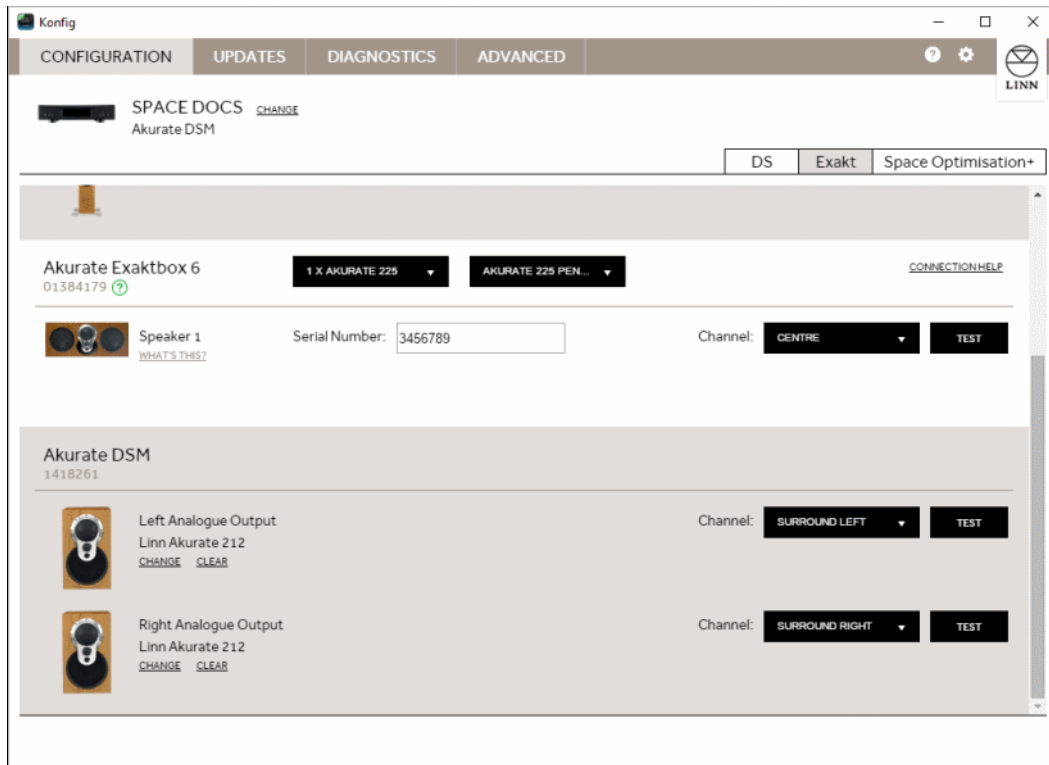 Konfig
CONFIGURATION UPDATES DIAGNOSTICS ADVANCED
LINN
SPACE DOCS CHANGE
Akurate DSM
DS Exakt Space Optimisation+
Akurate Exaktbox 6 1 X AKURATE 225 AKURATE 225 PEN... CONNECTION HELP
01384179 ?
Speaker 1 Serial Number: 3456789 Channel: CENTRE TEST
WHAT'S THIS?
Akurate DSM
1418261
Left Analogue Output Channel: SURROUND LEFT TEST
Linn Akurate 212
CHANGE CLEAR
Right Analogue Output Channel: SURROUND RIGHT TEST
Linn Akurate 212
CHANGE CLEAR